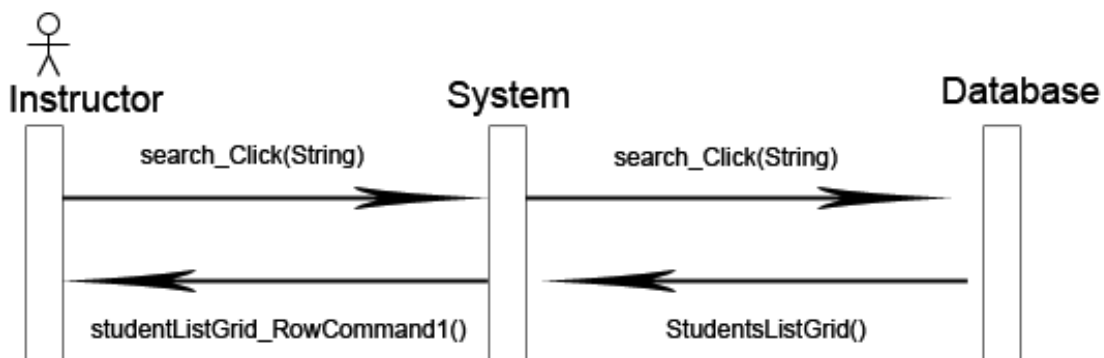 Instructor
System
Database
search_Click(String)
search_Click(String)
studentListGrid_RowCommand1()
StudentsListGrid()